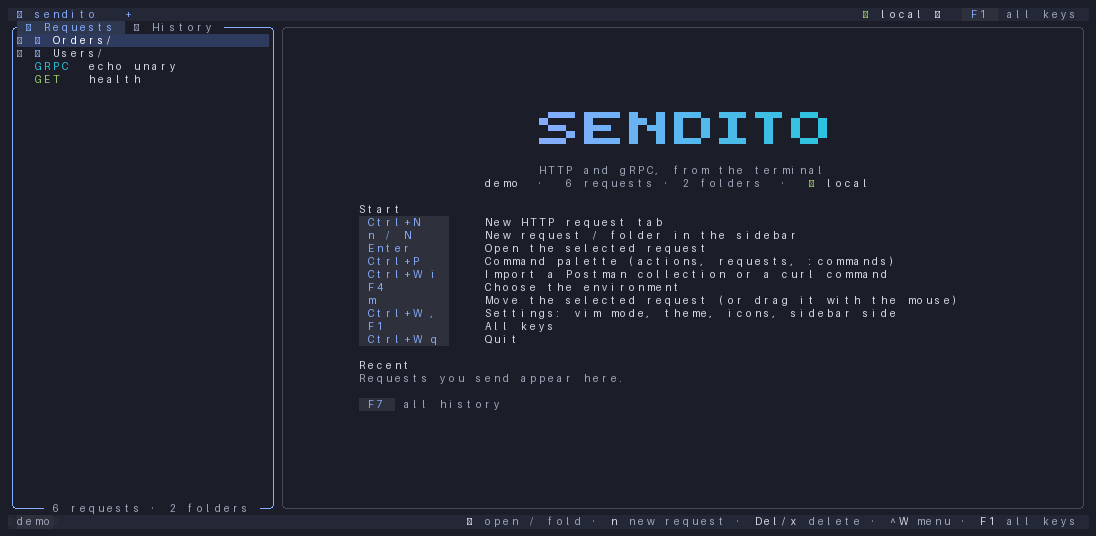 sendito +
local F1 all keys
Requests History
Orders/
Users/
GRPC echo unary
GET health
6 requests · 2 folders
SENDITO
HTTP and gRPC, from the terminal
demo · 6 requests · 2 folders · local
Start
Ctrl+N New HTTP request tab
n / N New request / folder in the sidebar
Enter Open the selected request
Ctrl+P Command palette (actions, requests, :commands)
Ctrl+W i Import a Postman collection or a curl command
F4 Choose the environment
m Move the selected request (or drag it with the mouse)
Ctrl+W , Settings: vim mode, theme, icons, sidebar side
F1 All keys
Ctrl+W q Quit
Recent
Requests you send appear here.
F7 all history
demo
open / fold · n new request · Del/x delete · ^W menu · F1 all keys